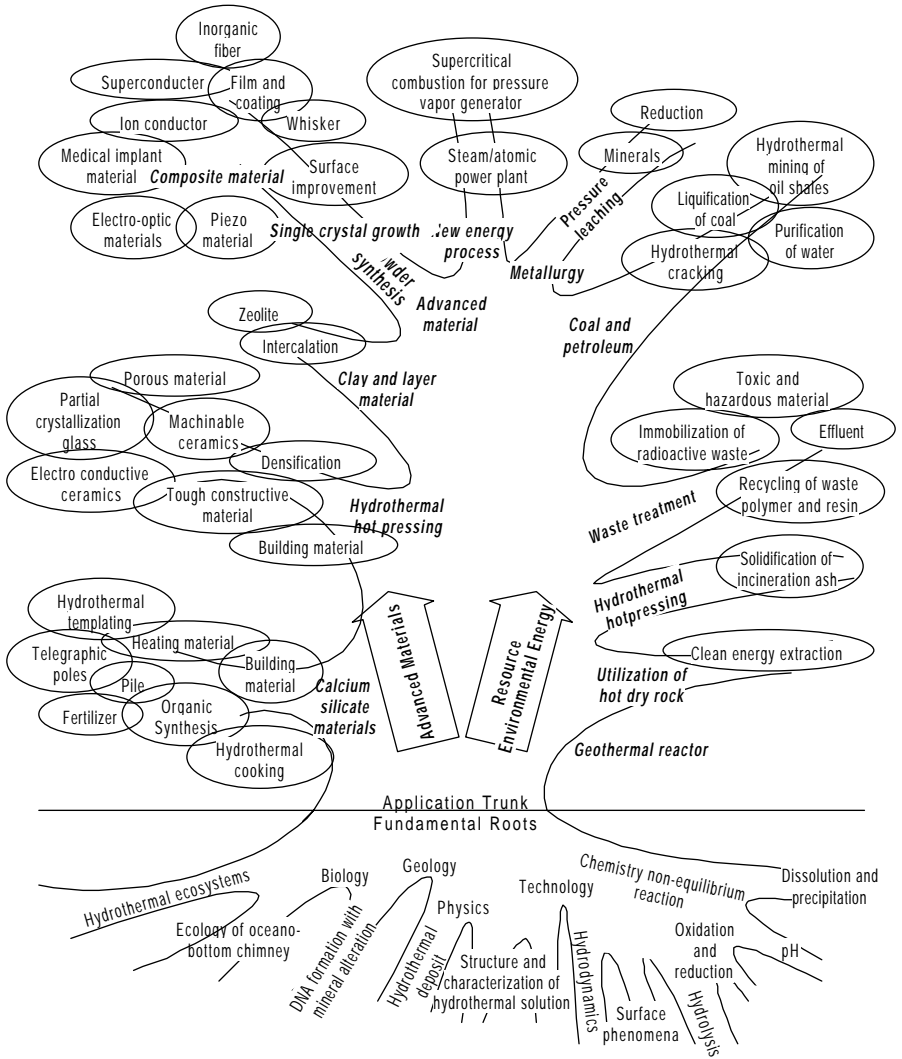 Inorganic
fiber
Superconducter
Film and
coating
Ion conductor
Whisker
Medical implant
material
Composite material
Surface
improvement
Electro-optic
materials
Piezo
material
Single crystal growth
Supercritical
combustion for pressure
vapor generator
Steam/atomic
power plant
New energy
process
wder
synthesis
Advanced
material
Metallurgy
Pressure
leaching
Reduction
Minerals
Hydrothermal
mining of
oil shales
Liquification
of coal
Purification
of water
Hydrothermal
cracking
Coal and
petroleum
Zeolite
Intercalation
Clay and layer
material
Porous material
Partial
crystallization
glass
Machinable
ceramics
Densification
Electro conductive
ceramics
Tough constructive
material
Hydrothermal
hot pressing
Building material
Toxic and
hazardous material
Effluent
Immobilization of
radioactive waste
Recycling of waste
polymer and resin
Waste treatment
Solidification of
incineration ash
Hydrothermal
hotpressing
Clean energy extraction
Utilization of
hot dry rock
Geothermal reactor
Hydrothermal
templating
Heating material
Telegraphic
poles
Building
material
Pile
Fertilizer
Organic
Synthesis
Hydrothermal
cooking
Calcium
silicate
materials
Advanced Materials
Resource
Environmental Energy
Application Trunk
Fundamental Roots
Hydrothermal ecosystems
Ecology of oceano-
bottom chimney
Biology
DNA formation with
mineral alteration
Geology
Hydrothermal
deposit
Physics
Structure and
characterization of
hydrothermal solution
Technology
Hydrodynamics
Surface
phenomena
Chemistry non-equilibrium
reaction
Oxidation
and
reduction
Hydrolysis
Dissolution and
precipitation
pH